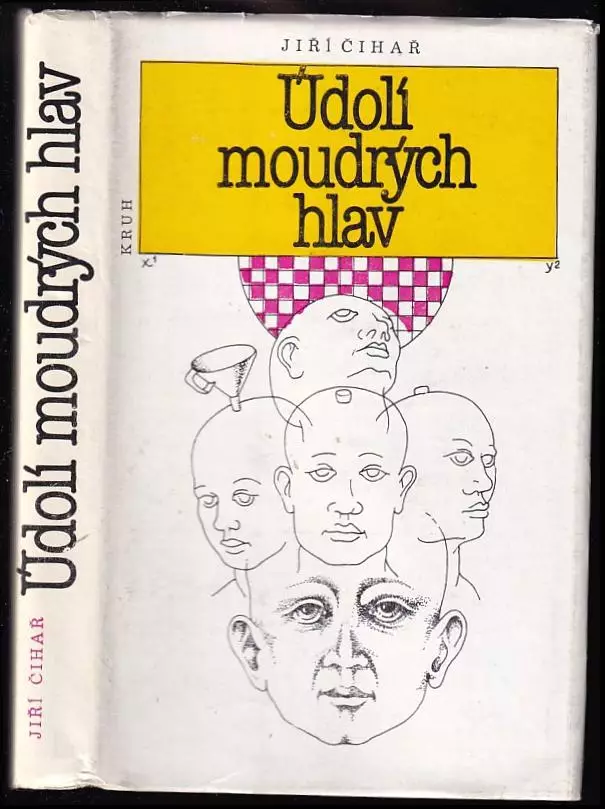 JIŘÍ ČIHAŘ
Údolí
moudrých
hlav
KRUH
x¹
y²
Údolí moudrých hlav
JIŘÍ ČIHAŘ